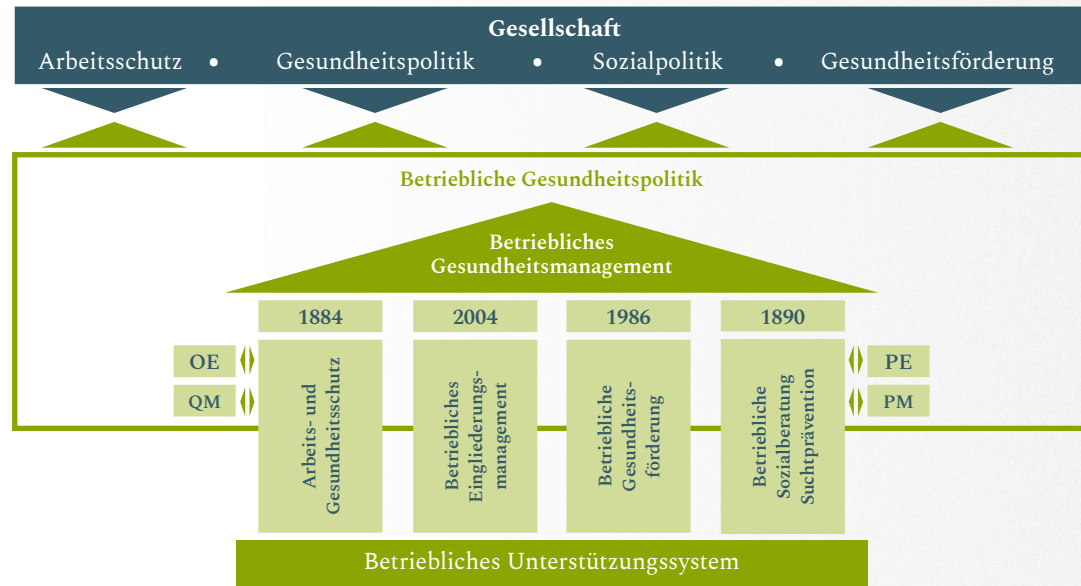 Gesellschaft
Arbeitsschutz • Gesundheitspolitik • Sozialpolitik • Gesundheitsförderung
Betriebliche Gesundheitspolitik
Betriebliches
Gesundheitsmanagement
1884
2004
1986
1890
OE
QM
PE
PM
Arbeits- und
Gesundheitsschutz
Betriebliches
Eingliederungs-
management
Betriebliche
Gesundheits-
förderung
Betriebliche
Sozialberatung
Suchtprävention
Betriebliches Unterstützungssystem